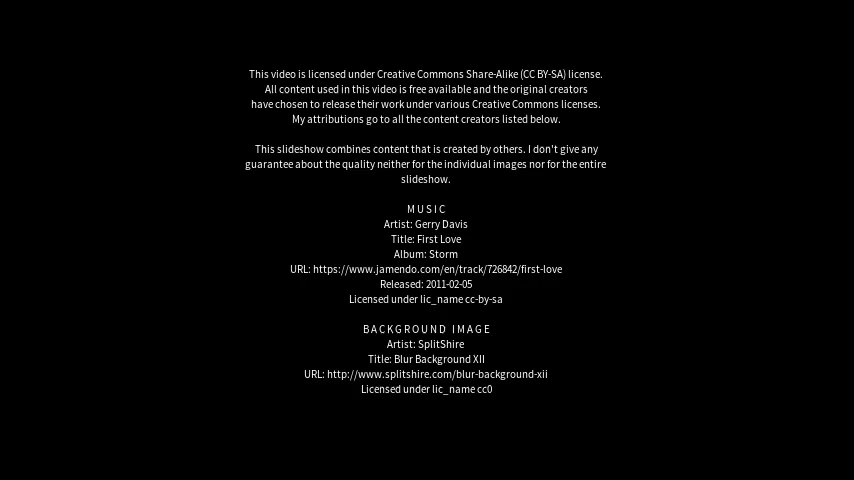 This video is licensed under Creative Commons Share-Alike (CC BY-SA) license.
All content used in this video is free available and the original creators
have chosen to release their work under various Creative Commons licenses.
My attributions go to all the content creators listed below.
This slideshow combines content that is created by others. I don't give any
guarantee about the quality neither for the individual images nor for the entire
slideshow.
MUSIC
Artist: Gerry Davis
Title: First Love
Album: Storm
URL: https://www.jamendo.com/en/track/726842/first-love
Released: 2011-02-05
Licensed under lic_name cc-by-sa
BACKGROUND IMAGE
Artist: SplitShire
Title: Blur Background XII
URL: http://www.splitshire.com/blur-background-xii
Licensed under lic_name cc0